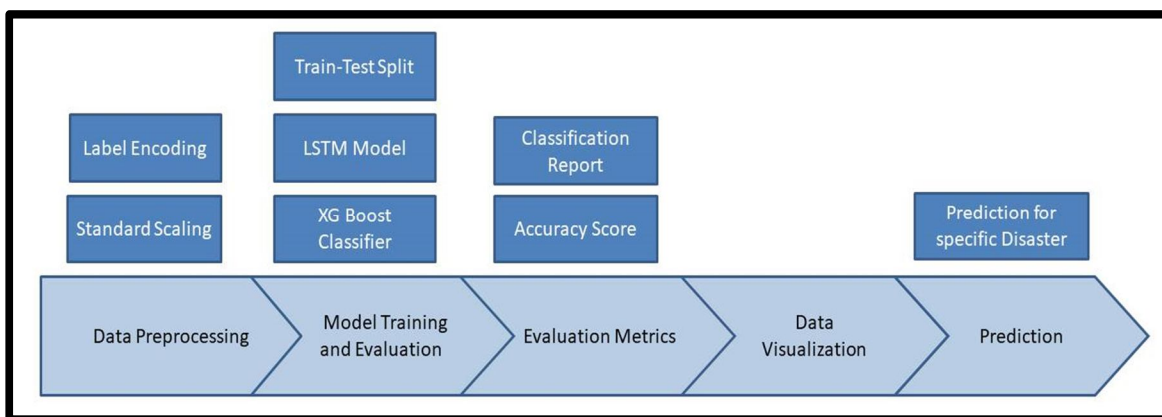 Train-Test Split
Label Encoding
LSTM Model
Classification
Report
Standard Scaling
XG Boost
Classifier
Accuracy Score
Prediction for
specific Disaster
Data Preprocessing
Model Training
and Evaluation
Evaluation Metrics
Data
Visualization
Prediction